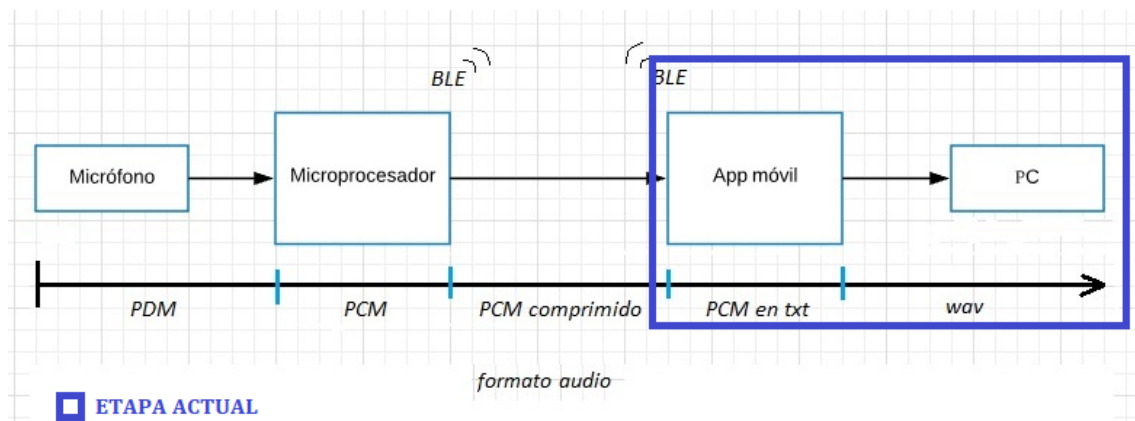 BLE
BLE
Micrófono
Microprocesador
App móvil
PC
PDM
PCM
PCM comprimido
PCM en txt
wav
formato audio
ETAPA ACTUAL